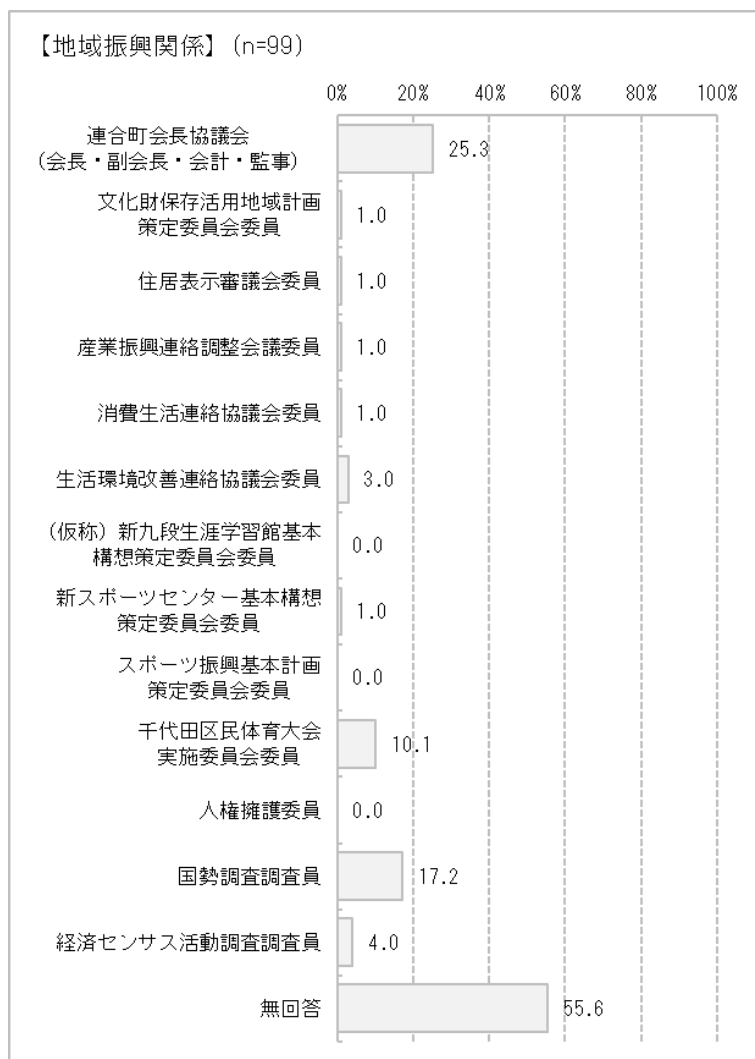 【地域振興関係】(n=99)
0% 20% 40% 60% 80% 100%
連合町会長協議会
(会長・副会長・会計・監事)
25.3
文化財保存活用地域計画
策定委員会委員
1.0
住居表示審議会委員
1.0
産業振興連絡調整会議委員
1.0
消費生活連絡協議会委員
1.0
生活環境改善連絡協議会委員
3.0
(仮称)新九段生涯学習館基本
構想策定委員会委員
0.0
新スポーツセンター基本構想
策定委員会委員
1.0
スポーツ振興基本計画
策定委員会委員
0.0
千代田区民体育大会
実施委員会委員
10.1
人権擁護委員
0.0
国勢調査調査員
17.2
経済センサス活動調査調査員
4.0
無回答
55.6